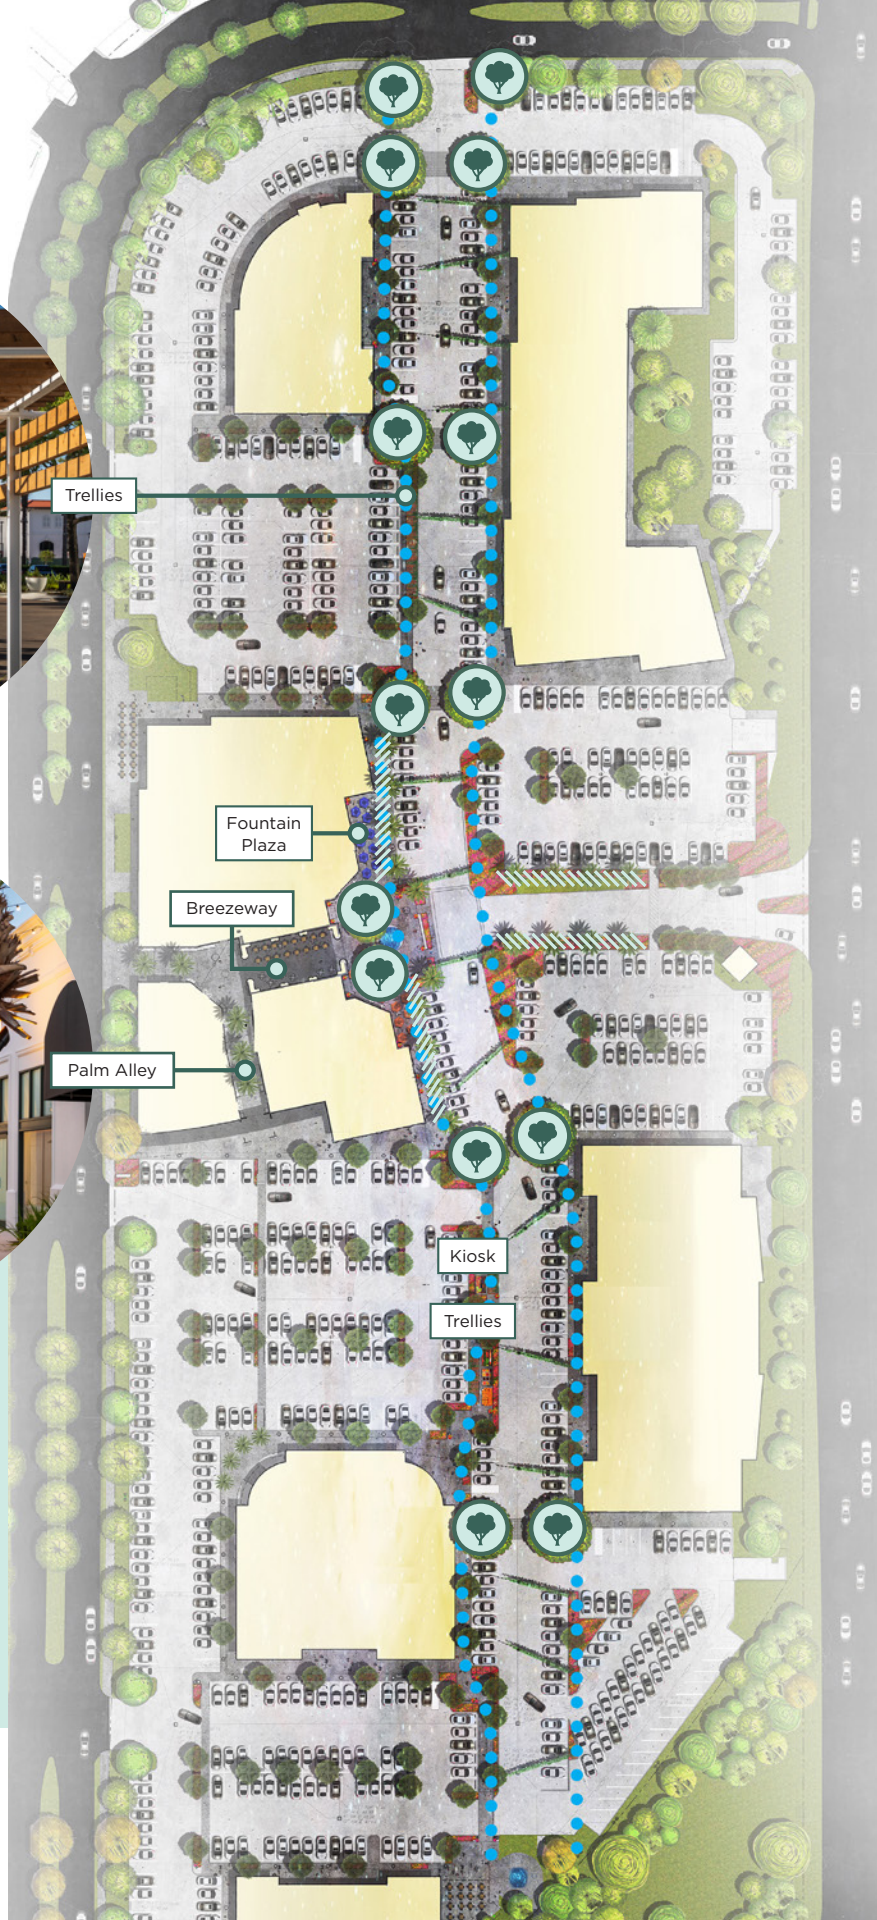 Trellies
Fountain
Plaza
Breezeway
Palm Alley
Kiosk
Trellies